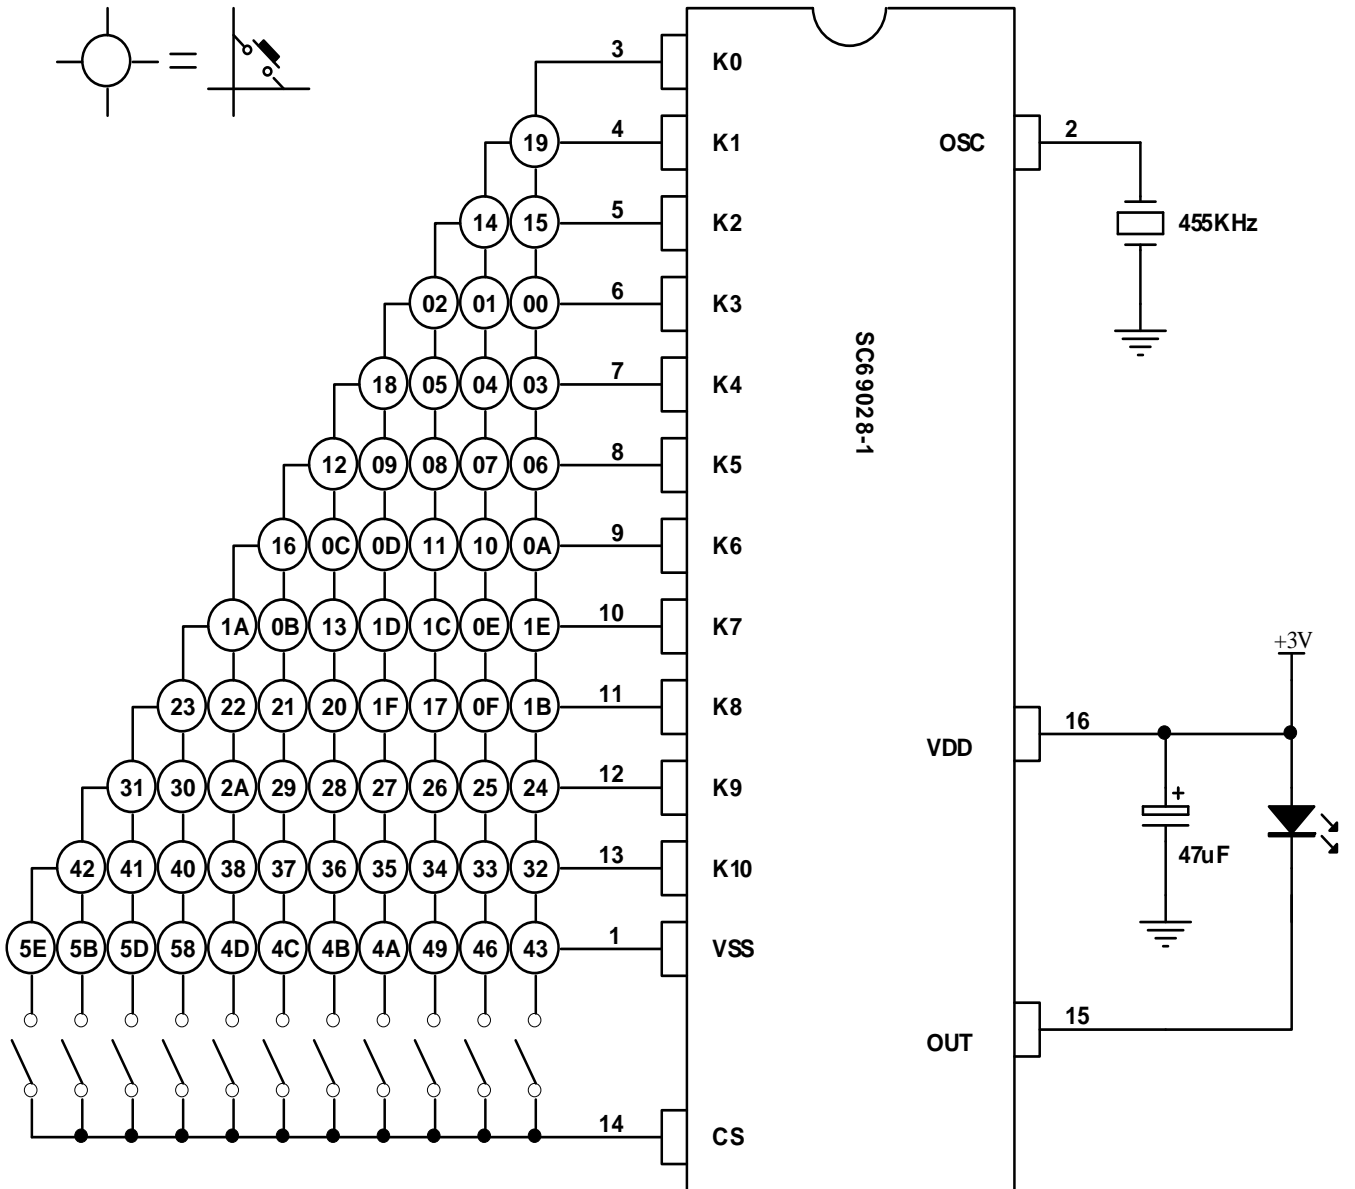 3 K0
19 4 K1 OSC 2
14 15 5 K2 455KHz
02 01 00 6 K3
18 05 04 03 7 K4
SC69028-1
12 09 08 07 06 8 K5
16 0C 0D 11 10 0A 9 K6
1A 0B 13 1D 1C 0E 1E 10 K7
+3V
23 22 21 20 1F 17 0F 1B 11 K8
VDD 16
31 30 2A 29 28 27 26 25 24 12 K9
+
47uF
42 41 40 38 37 36 35 34 33 32 13 K10
5E 5B 5D 58 4D 4C 4B 4A 49 46 43 1 VSS
OUT 15
14 CS